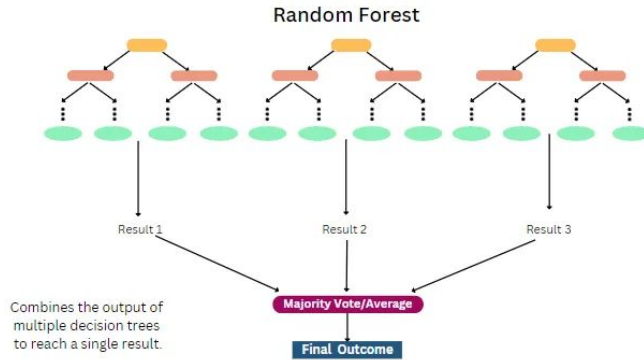 Random Forest
Result 1
Result 2
Result 3
Majority Vote/Average
Combines the output of
multiple decision trees
to reach a single result.
Final Outcome